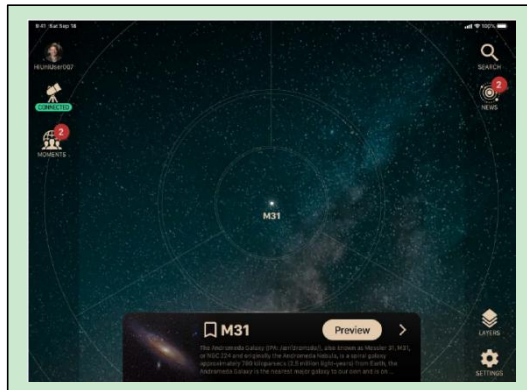 9:41 Sat Sep 18
100%
HiUniUser007
SEARCH
CONNECTED
2
NEWS
2
MOMENTS
M31
M31
Preview
The Andromeda Galaxy (IPA: /ænˈdrɒmɪdə/), also known as Messier 31, M31,
or NGC 224 and originally the Andromeda Nebula, is a spiral galaxy
approximately 780 kiloparsecs (2.5 million light-years) from Earth, the
Andromeda Galaxy is the nearest major galaxy to our own and is on ...
LAYERS
SETTINGS